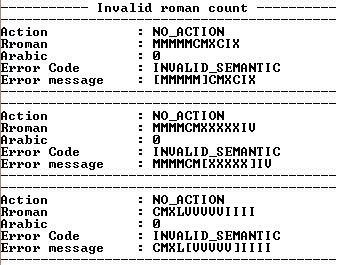 ----------- Invalid roman count ----------
------------------------------------------
Action           : NO_ACTION
Rroman           : MMMMMCMXCIX
Arabic           : 0
Error Code       : INVALID_SEMANTIC
Error message    : [MMMMM]CMXCIX
------------------------------------------
------------------------------------------
Action           : NO_ACTION
Rroman           : MMMMCMXXXXXIV
Arabic           : 0
Error Code       : INVALID_SEMANTIC
Error message    : MMMMCM[XXXXX]IV
------------------------------------------
------------------------------------------
Action           : NO_ACTION
Rroman           : CMXLVVVVVIIII
Arabic           : 0
Error Code       : INVALID_SEMANTIC
Error message    : CMXL[VVVVV]IIII
------------------------------------------